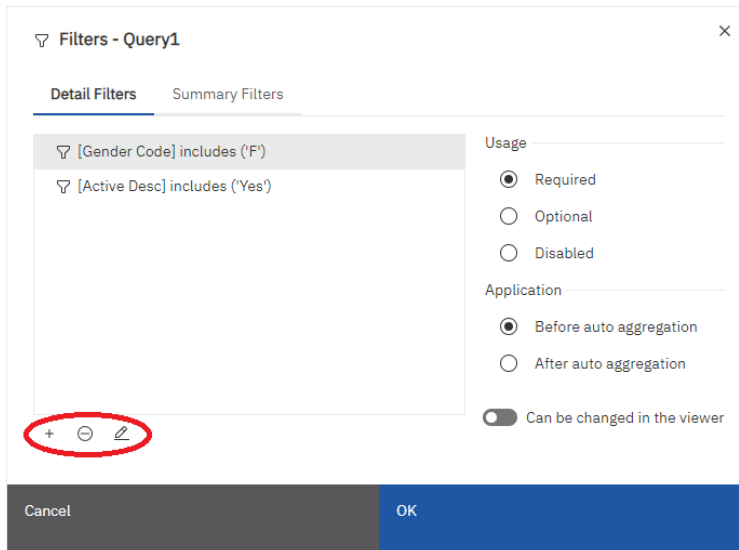 Filters - Query1
Detail Filters Summary Filters
[Gender Code] includes ('F')
[Active Desc] includes ('Yes')
Usage
Required
Optional
Disabled
Application
Before auto aggregation
After auto aggregation
Can be changed in the viewer
Cancel OK